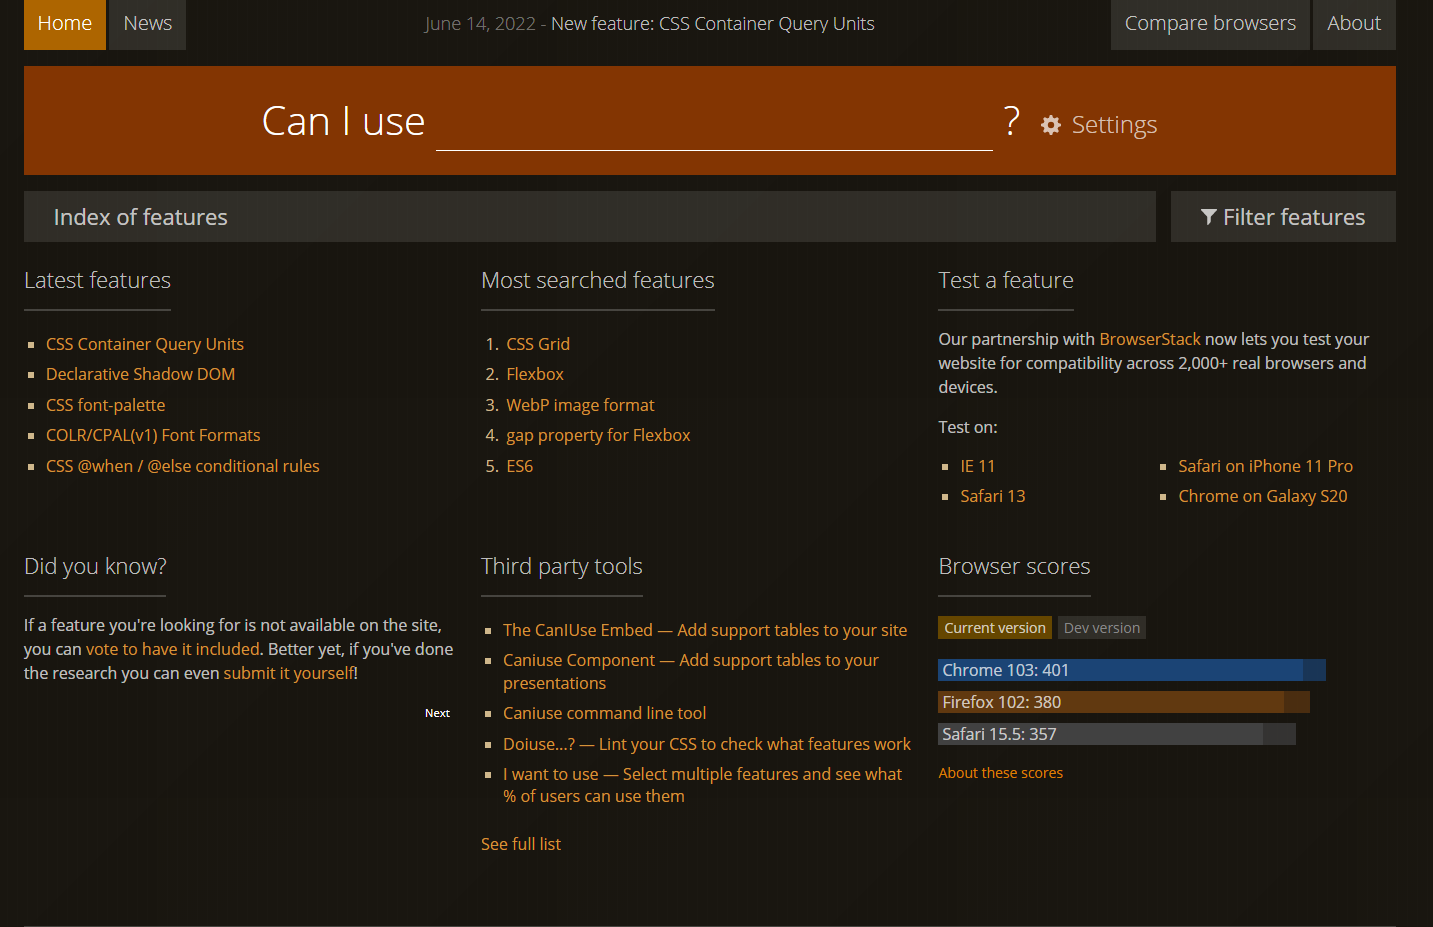 Home
News
June 14, 2022 - New feature: CSS Container Query Units
Compare browsers
About
Can I use
?
Settings
Index of features
Filter features
Latest features
CSS Container Query Units
Declarative Shadow DOM
CSS font-palette
COLR/CPAL(v1) Font Formats
CSS @when / @else conditional rules
Most searched features
1. CSS Grid
2. Flexbox
3. WebP image format
4. gap property for Flexbox
5. ES6
Test a feature
Our partnership with BrowserStack now lets you test your
website for compatibility across 2,000+ real browsers and
devices.
Test on:
IE 11
Safari 13
Safari on iPhone 11 Pro
Chrome on Galaxy S20
Did you know?
If a feature you're looking for is not available on the site,
you can vote to have it included. Better yet, if you've done
the research you can even submit it yourself!
Next
Third party tools
The CanIUse Embed — Add support tables to your site
Caniuse Component — Add support tables to your
presentations
Caniuse command line tool
Doiuse...? — Lint your CSS to check what features work
I want to use — Select multiple features and see what
% of users can use them
See full list
Browser scores
Current version
Dev version
Chrome 103: 401
Firefox 102: 380
Safari 15.5: 357
About these scores